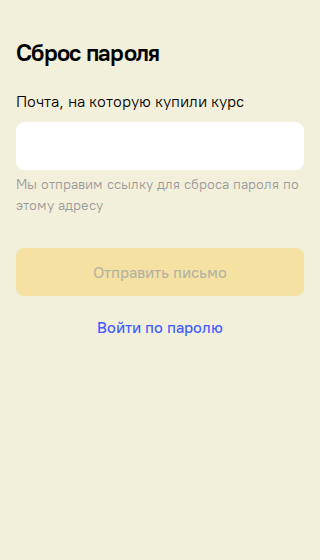 Сброс пароля
Почта, на которую купили курс
Мы отправим ссылку для сброса пароля по
этому адресу
Отправить письмо
Войти по паролю